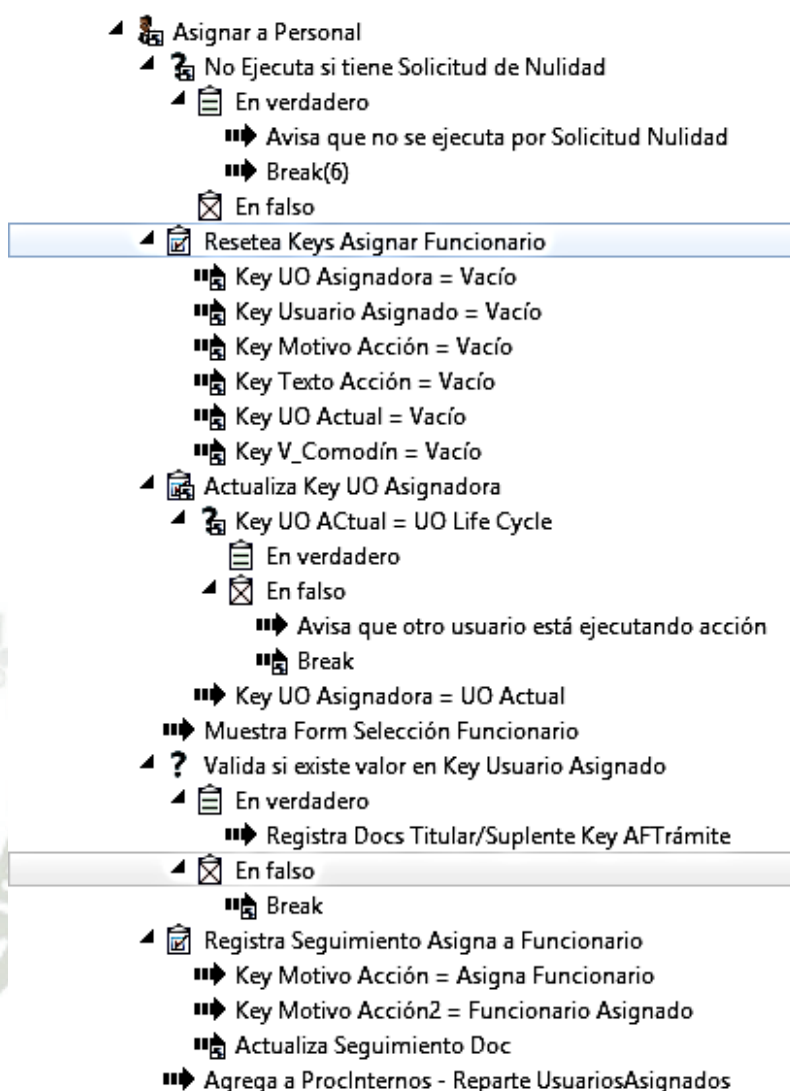 Asignar a Personal
No Ejecuta si tiene Solicitud de Nulidad
En verdadero
Avisa que no se ejecuta por Solicitud Nulidad
Break(6)
En falso
Resetea Keys Asignar Funcionario
Key UO Asignadora = Vacío
Key Usuario Asignado = Vacío
Key Motivo Acción = Vacío
Key Texto Acción = Vacío
Key UO Actual = Vacío
Key V_Comodín = Vacío
Actualiza Key UO Asignadora
Key UO ACtual = UO Life Cycle
En verdadero
En falso
Avisa que otro usuario está ejecutando acción
Break
Key UO Asignadora = UO Actual
Muestra Form Selección Funcionario
Valida si existe valor en Key Usuario Asignado
En verdadero
Registra Docs Titular/Suplente Key AFTrámite
En falso
Break
Registra Seguimiento Asigna a Funcionario
Key Motivo Acción = Asigna Funcionario
Key Motivo Acción2 = Funcionario Asignado
Actualiza Seguimiento Doc
Agrega a ProcInternos - Reparte UsuariosAsignados